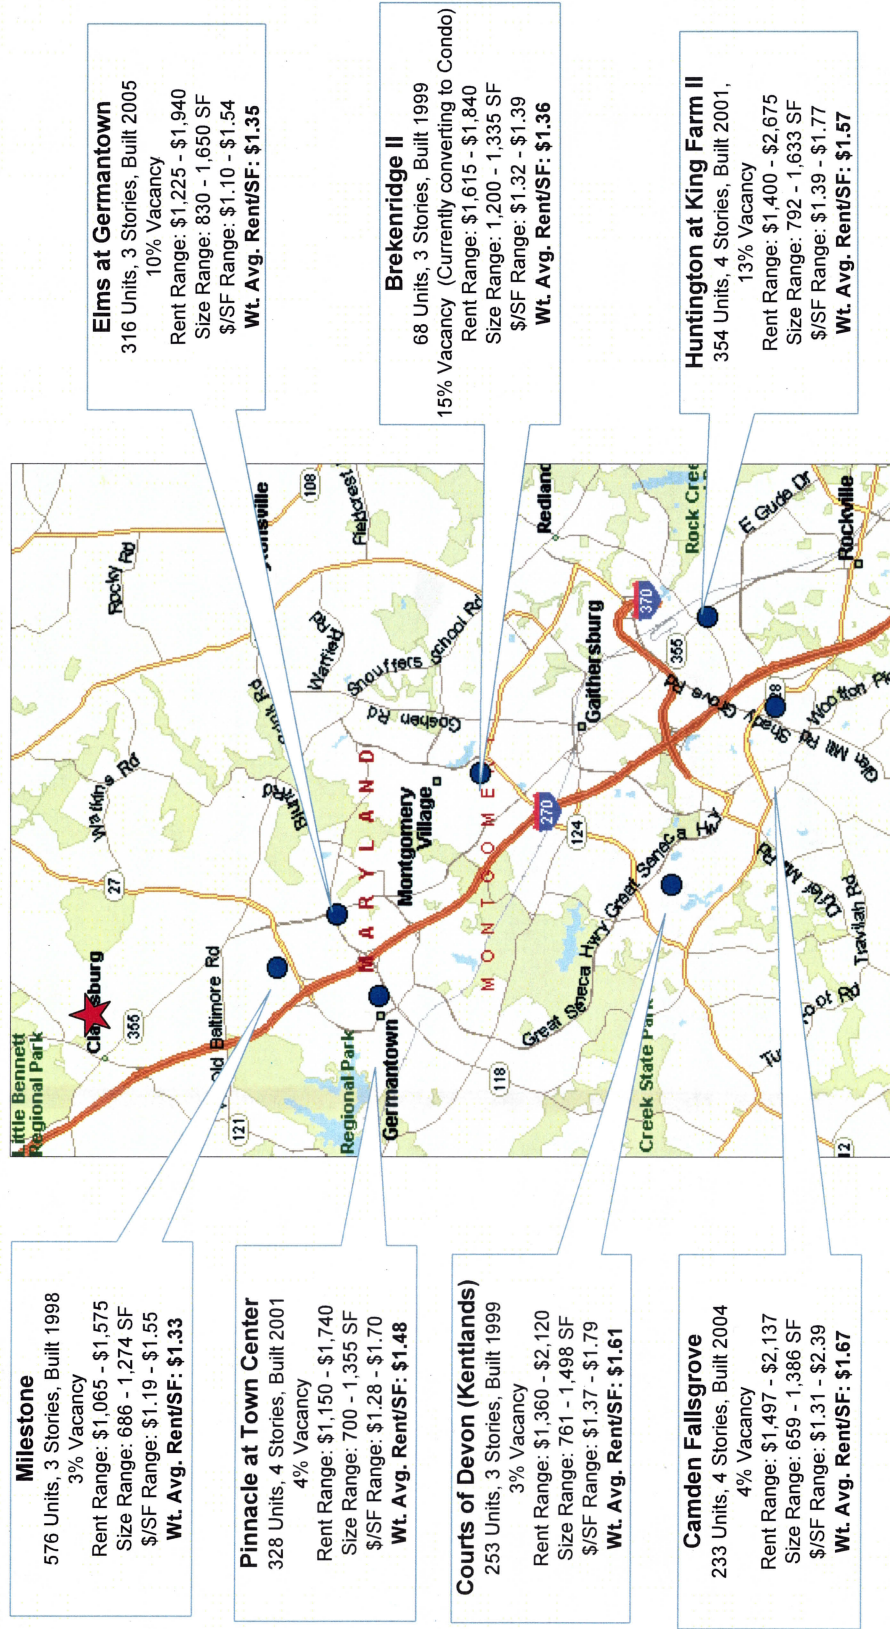 Milestone
576 Units, 3 Stories, Built 1998
3% Vacancy
Rent Range: $1,065 - $1,575
Size Range: 686 - 1,274 SF
$/SF Range: $1.19 - $1.55
Wt. Avg. Rent/SF: $1.33
Pinnacle at Town Center
328 Units, 4 Stories, Built 2001
4% Vacancy
Rent Range: $1,150 - $1,740
Size Range: 700 - 1,355 SF
$/SF Range: $1.28 - $1.70
Wt. Avg. Rent/SF: $1.48
Courts of Devon (Kentlands)
253 Units, 3 Stories, Built 1999
3% Vacancy
Rent Range: $1,360 - $2,120
Size Range: 761 - 1,498 SF
$/SF Range: $1.37 - $1.79
Wt. Avg. Rent/SF: $1.61
Camden Fallsgrove
233 Units, 4 Stories, Built 2004
4% Vacancy
Rent Range: $1,497 - $2,137
Size Range: 659 - 1,386 SF
$/SF Range: $1.31 - $2.39
Wt. Avg. Rent/SF: $1.67
ittle Bennett
Regional Park
355
121
Old Baltimore Rd
27
Watkins Rd
Rocky Rd
Brink Rd
Blunt Rd
108
Regional Park
Germantown
MARYLAND
Warfield Rd
Fieldcrest
Montgomery
Village
Goshen Rd
Snouffers School Rd
118
MONTGOME
270
124
Redland
Gaithersburg
Great Seneca Hwy
Great Seneca Hwy
Creek State Park
370
355
Rock Cree
Shady Grove Rd
E Gude Dr
28
Rockville
Travilah Rd
Glen Mill Rd
Wootton
12
Elms at Germantown
316 Units, 3 Stories, Built 2005
10% Vacancy
Rent Range: $1,225 - $1,940
Size Range: 830 - 1,650 SF
$/SF Range: $1.10 - $1.54
Wt. Avg. Rent/SF: $1.35
Brekenridge II
68 Units, 3 Stories, Built 1999
15% Vacancy (Currently converting to Condo)
Rent Range: $1,615 - $1,840
Size Range: 1,200 - 1,335 SF
$/SF Range: $1.32 - $1.39
Wt. Avg. Rent/SF: $1.36
Huntington at King Farm II
354 Units, 4 Stories, Built 2001,
13% Vacancy
Rent Range: $1,400 - $2,675
Size Range: 792 - 1,633 SF
$/SF Range: $1.39 - $1.77
Wt. Avg. Rent/SF: $1.57